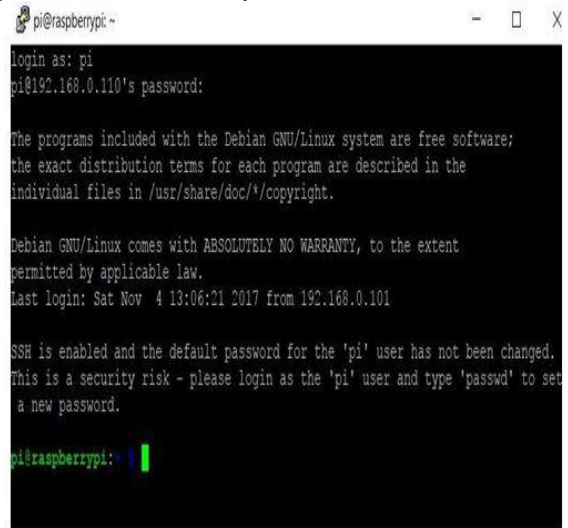 pi@raspberrypi: ~
login as: pi
pi@192.168.0.110's password:
The programs included with the Debian GNU/Linux system are free software;
the exact distribution terms for each program are described in the
individual files in /usr/share/doc/*/copyright.
Debian GNU/Linux comes with ABSOLUTELY NO WARRANTY, to the extent
permitted by applicable law.
Last login: Sat Nov  4 13:06:21 2017 from 192.168.0.101
SSH is enabled and the default password for the 'pi' user has not been changed.
This is a security risk - please login as the 'pi' user and type 'passwd' to set
 a new password.
pi@raspberrypi:~ $